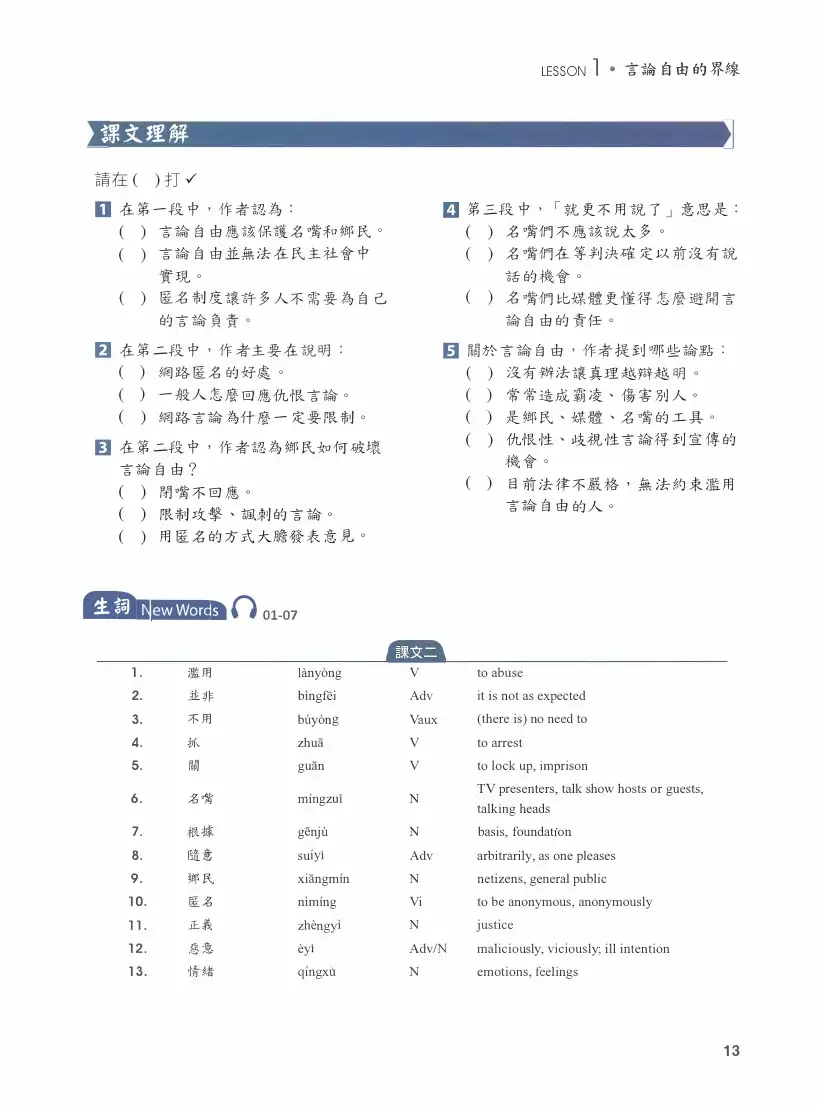 LESSON 1 • 言論自由的界線
課文理解
請在 (　) 打 ✓
1 在第一段中，作者認為：
(　) 言論自由應該保護名嘴和鄉民。
(　) 言論自由並無法在民主社會中
實現。
(　) 匿名制度讓許多人不需要為自己
的言論負責。
2 在第二段中，作者主要在說明：
(　) 網路匿名的好處。
(　) 一般人怎麼回應仇恨言論。
(　) 網路言論為什麼一定要限制。
3 在第二段中，作者認為鄉民如何破壞
言論自由？
(　) 閉嘴不回應。
(　) 限制攻擊、諷刺的言論。
(　) 用匿名的方式大膽發表意見。
4 第三段中，「就更不用說了」意思是：
(　) 名嘴們不應該說太多。
(　) 名嘴們在等判決確定以前沒有說
話的機會。
(　) 名嘴們比媒體更懂得怎麼避開言
論自由的責任。
5 關於言論自由，作者提到哪些論點：
(　) 沒有辦法讓真理越辯越明。
(　) 常常造成霸凌、傷害別人。
(　) 是鄉民、媒體、名嘴的工具。
(　) 仇恨性、歧視性言論得到宣傳的
機會。
(　) 目前法律不嚴格，無法約束濫用
言論自由的人。
生詞 New Words 01-07
課文二
1. 濫用 lànyòng V to abuse
2. 並非 bìngfēi Adv it is not as expected
3. 不用 búyòng Vaux (there is) no need to
4. 抓 zhuā V to arrest
5. 關 guān V to lock up, imprison
6. 名嘴 míngzuǐ N TV presenters, talk show hosts or guests,
talking heads
7. 根據 gēnjù N basis, foundation
8. 隨意 suíyì Adv arbitrarily, as one pleases
9. 鄉民 xiāngmín N netizens, general public
10. 匿名 nìmíng Vi to be anonymous, anonymously
11. 正義 zhèngyì N justice
12. 惡意 èyì Adv/N maliciously, viciously; ill intention
13. 情緒 qíngxù N emotions, feelings
13